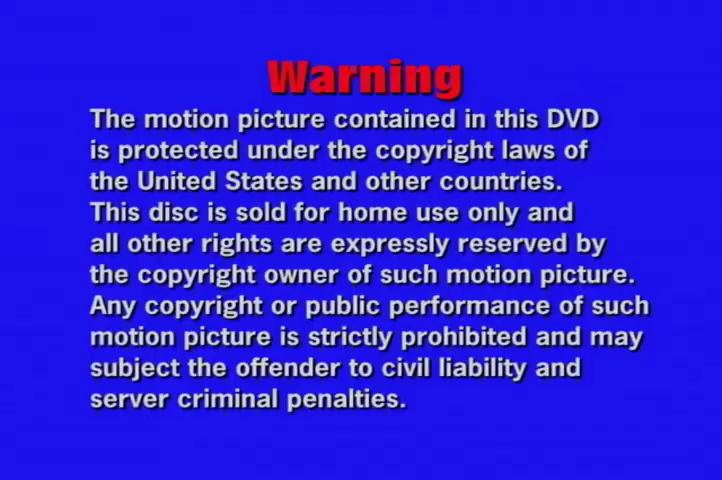 Warning
The motion picture contained in this DVD
is protected under the copyright laws of
the United States and other countries.
This disc is sold for home use only and
all other rights are expressly reserved by
the copyright owner of such motion picture.
Any copyright or public performance of such
motion picture is strictly prohibited and may
subject the offender to civil liability and
server criminal penalties.